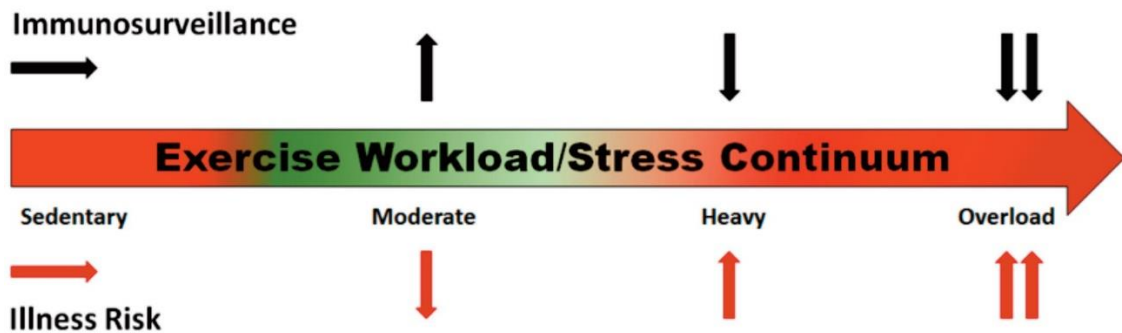 Immunosurveillance
Exercise Workload/Stress Continuum
Sedentary Moderate Heavy Overload
Illness Risk